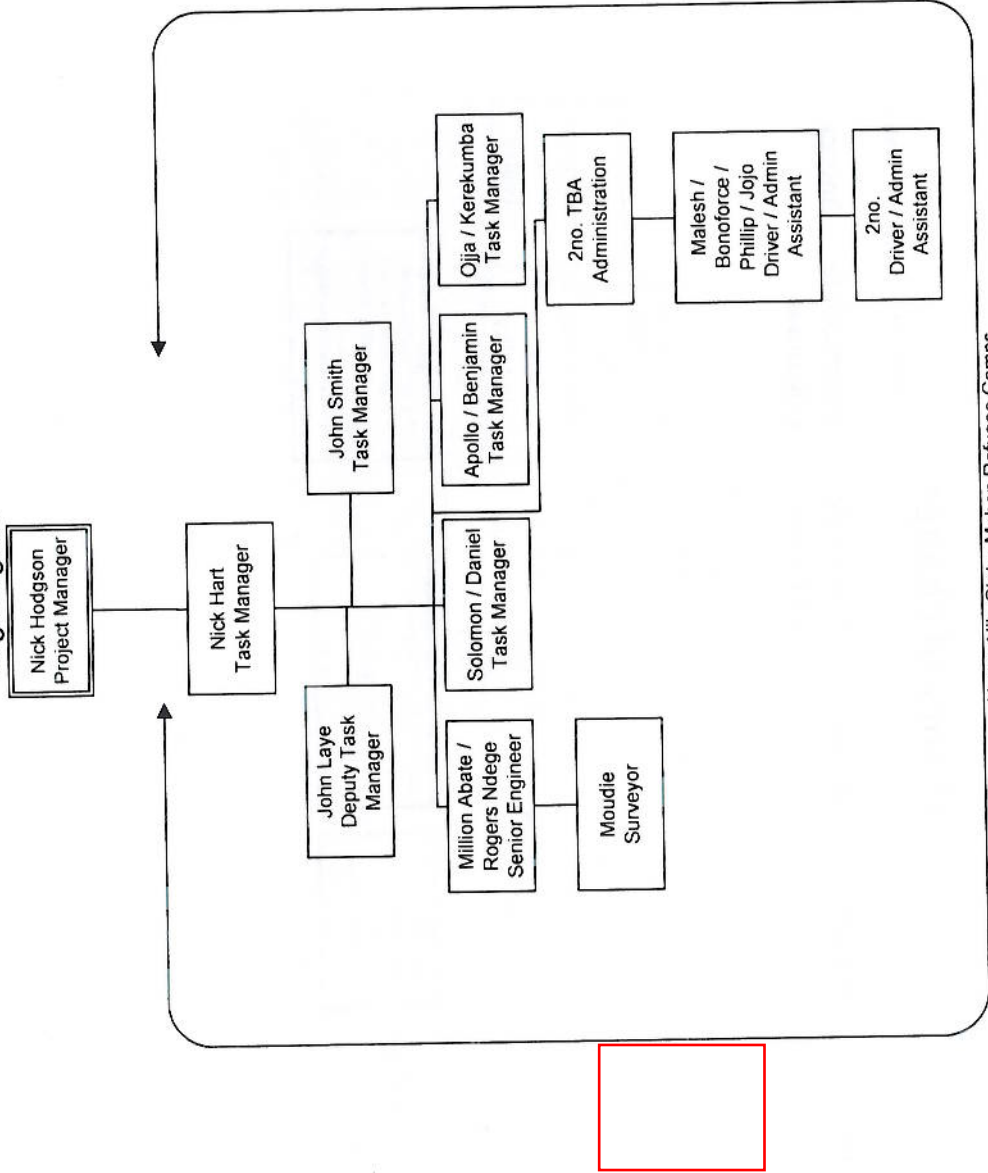 Nick Hodgson
Project Manager
Nick Hart
Task Manager
John Laye
Deputy Task
Manager
John Smith
Task Manager
Million Abate /
Rogers Ndege
Senior Engineer
Solomon / Daniel
Task Manager
Apollo / Benjamin
Task Manager
Ojja / Kerekumba
Task Manager
Moudie
Surveyor
2no. TBA
Administration
Malesh /
Bonoforce /
Phillip / Jojo
Driver / Admin
Assistant
2no.
Driver / Admin
Assistant
Refugee Camps